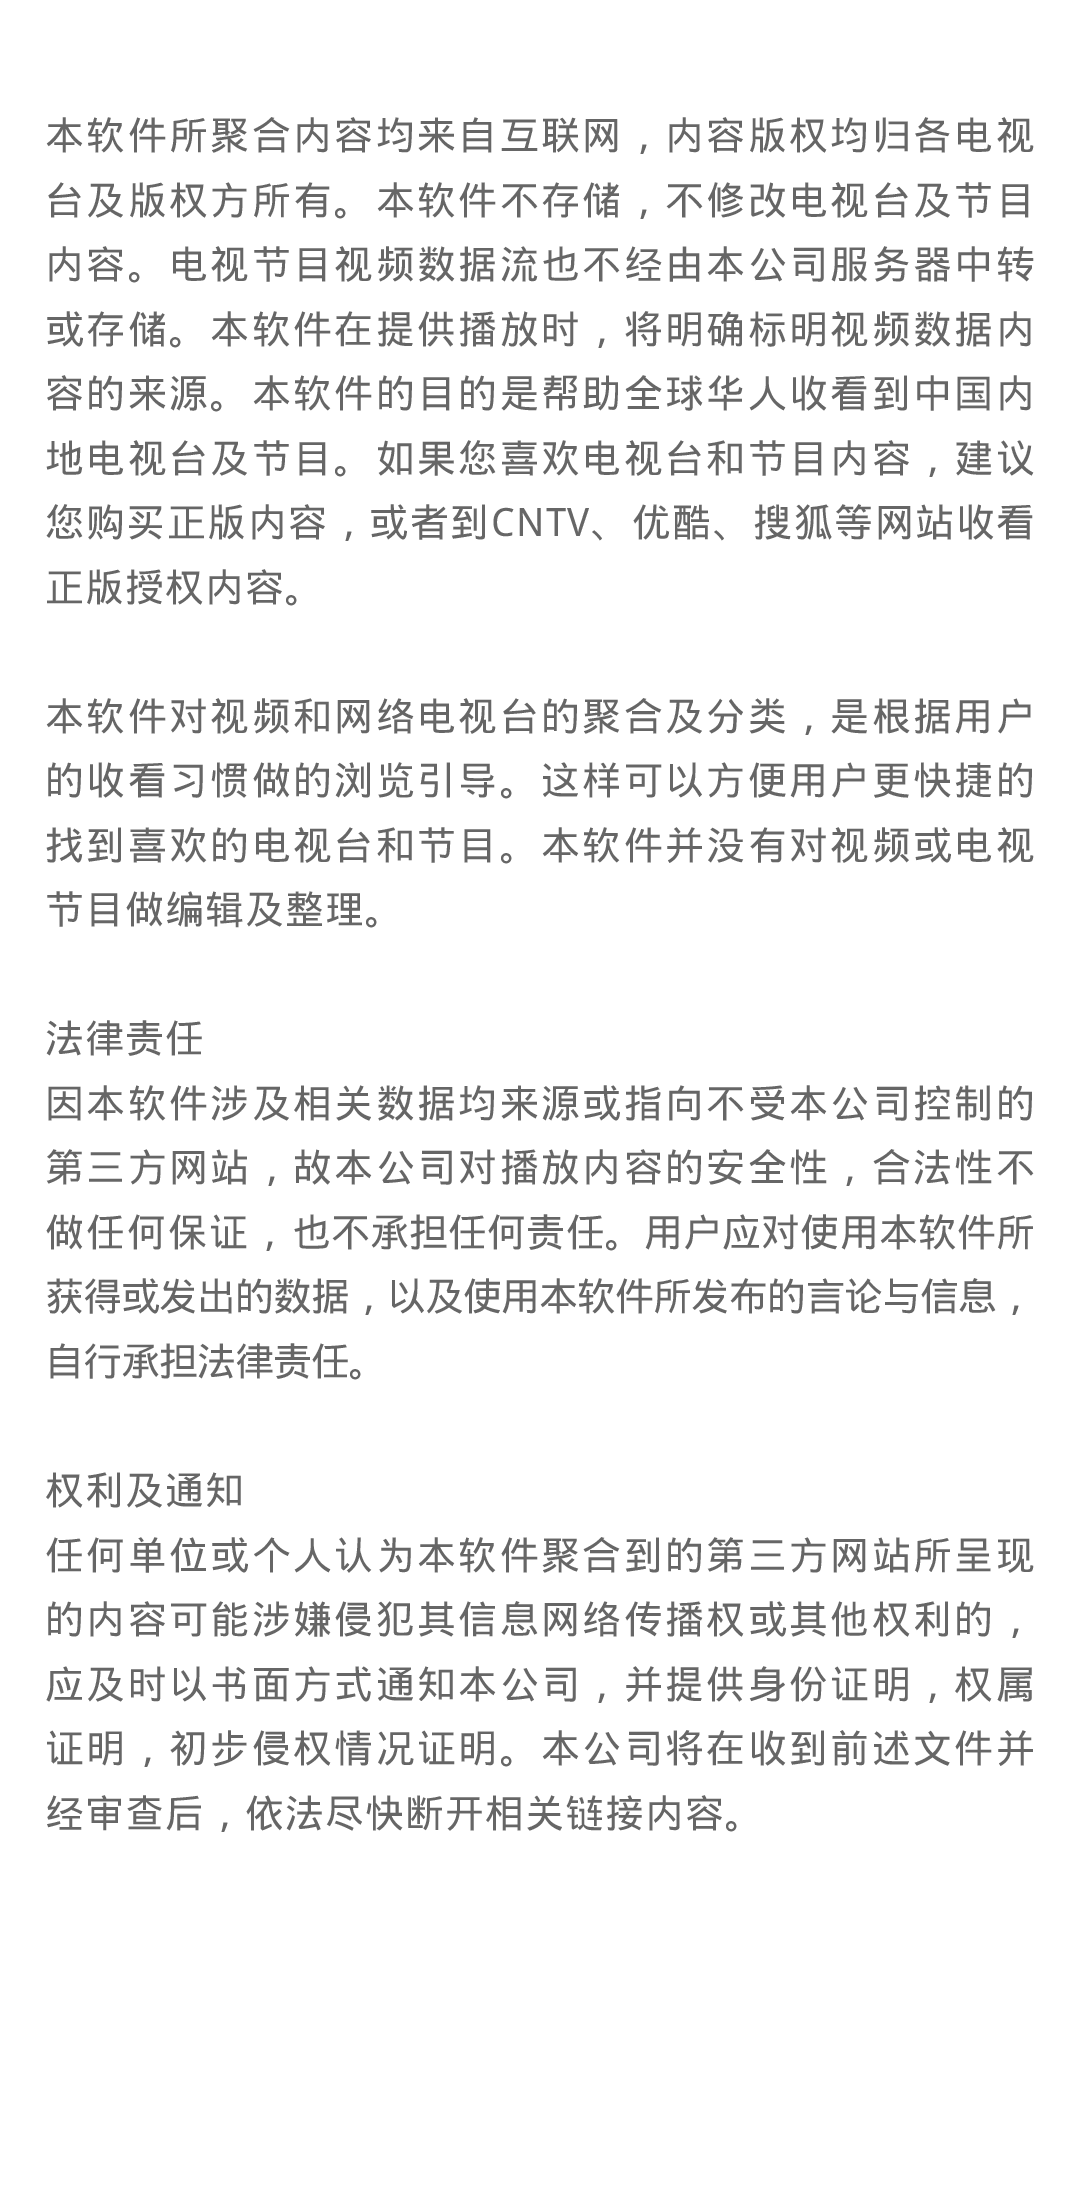 本软件所聚合内容均来自互联网，内容版权均归各电视
台及版权方所有。本软件不存储，不修改电视台及节目
内容。电视节目视频数据流也不经由本公司服务器中转
或存储。本软件在提供播放时，将明确标明视频数据内
容的来源。本软件的目的是帮助全球华人收看到中国内
地电视台及节目。如果您喜欢电视台和节目内容，建议
您购买正版内容，或者到CNTV、优酷、搜狐等网站收看
正版授权内容。
本软件对视频和网络电视台的聚合及分类，是根据用户
的收看习惯做的浏览引导。这样可以方便用户更快捷的
找到喜欢的电视台和节目。本软件并没有对视频或电视
节目做编辑及整理。
法律责任
因本软件涉及相关数据均来源或指向不受本公司控制的
第三方网站，故本公司对播放内容的安全性，合法性不
做任何保证，也不承担任何责任。用户应对使用本软件所
获得或发出的数据，以及使用本软件所发布的言论与信息，
自行承担法律责任。
权利及通知
任何单位或个人认为本软件聚合到的第三方网站所呈现
的内容可能涉嫌侵犯其信息网络传播权或其他权利的，
应及时以书面方式通知本公司，并提供身份证明，权属
证明，初步侵权情况证明。本公司将在收到前述文件并
经审查后，依法尽快断开相关链接内容。